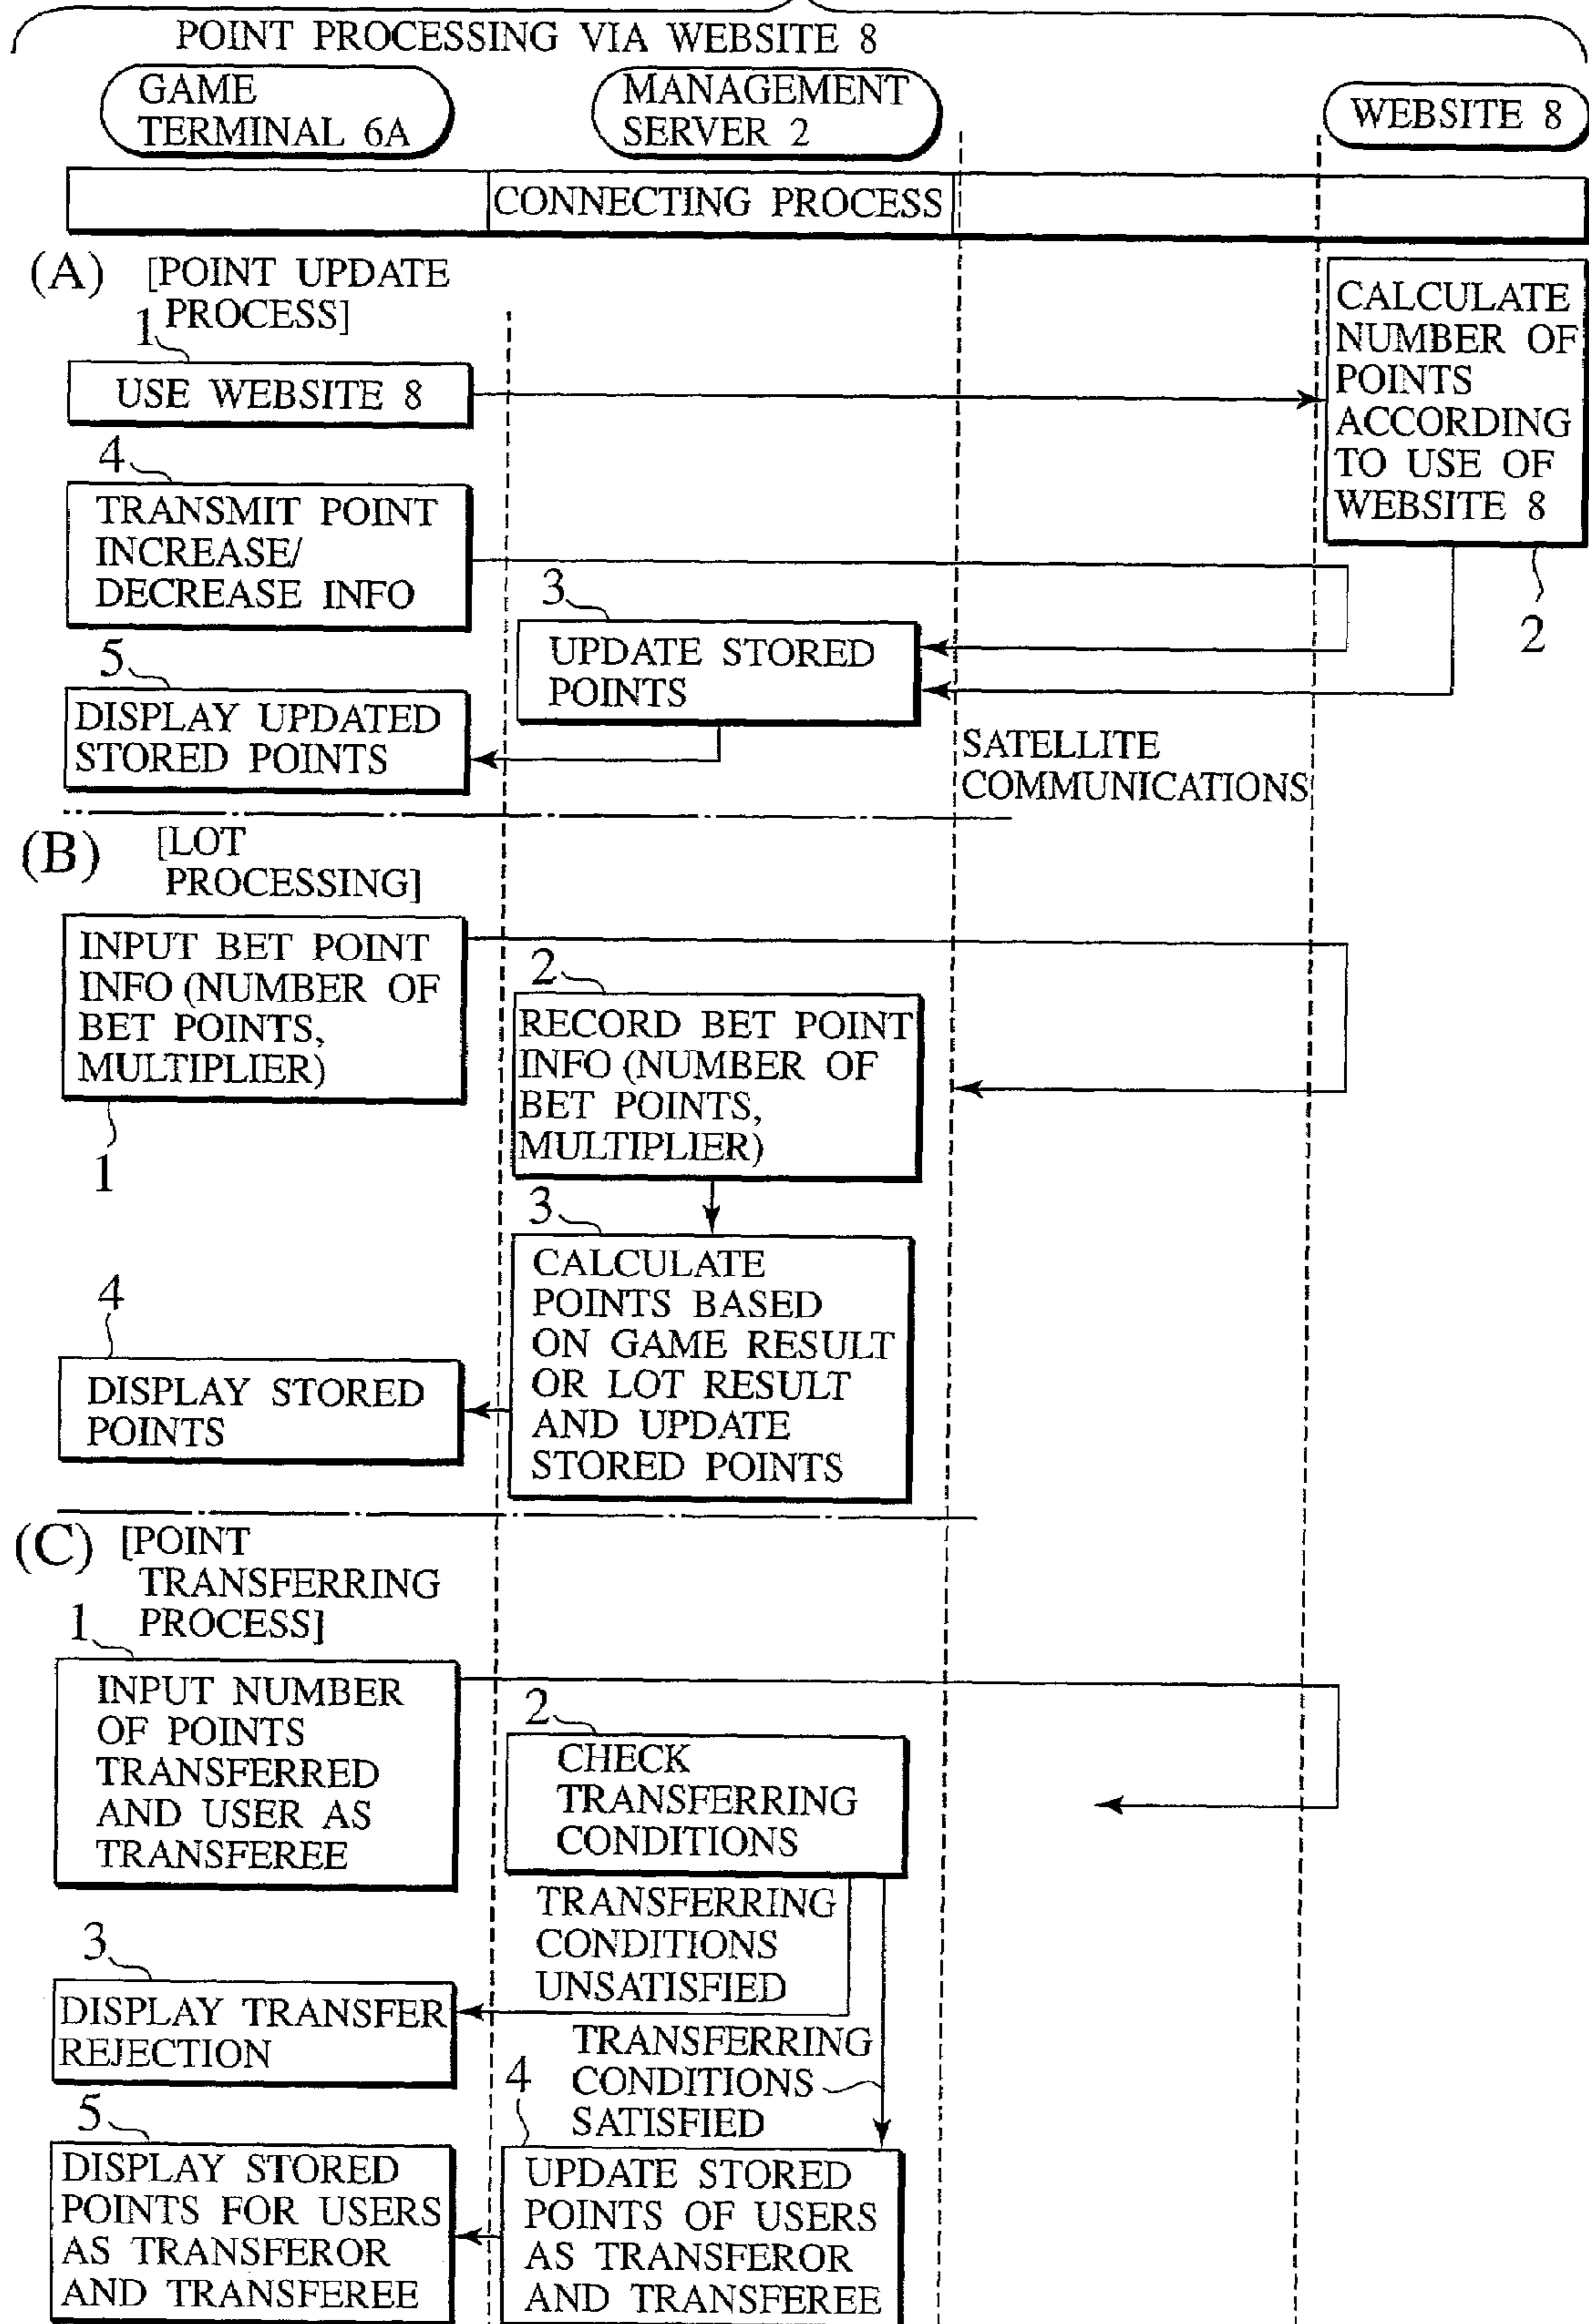 POINT PROCESSING VIA WEBSITE 8
GAME
TERMINAL 6A
MANAGEMENT
SERVER 2
WEBSITE 8
CONNECTING PROCESS
(A) [POINT UPDATE
PROCESS]
1
USE WEBSITE 8
CALCULATE
NUMBER OF
POINTS
ACCORDING
TO USE OF
WEBSITE 8
2
4
TRANSMIT POINT
INCREASE/
DECREASE INFO
3
UPDATE STORED
POINTS
5
DISPLAY UPDATED
STORED POINTS
SATELLITE
COMMUNICATIONS
(B) [LOT
PROCESSING]
INPUT BET POINT
INFO (NUMBER OF
BET POINTS,
MULTIPLIER)
1
2
RECORD BET POINT
INFO (NUMBER OF
BET POINTS,
MULTIPLIER)
3
CALCULATE
POINTS BASED
ON GAME RESULT
OR LOT RESULT
AND UPDATE
STORED POINTS
4
DISPLAY STORED
POINTS
(C) [POINT
TRANSFERRING
PROCESS]
1
INPUT NUMBER
OF POINTS
TRANSFERRED
AND USER AS
TRANSFEREE
2
CHECK
TRANSFERRING
CONDITIONS
TRANSFERRING
CONDITIONS
UNSATISFIED
3
DISPLAY TRANSFER
REJECTION
TRANSFERRING
CONDITIONS
SATISFIED
4
UPDATE STORED
POINTS OF USERS
AS TRANSFEROR
AND TRANSFEREE
5
DISPLAY STORED
POINTS FOR USERS
AS TRANSFEROR
AND TRANSFEREE